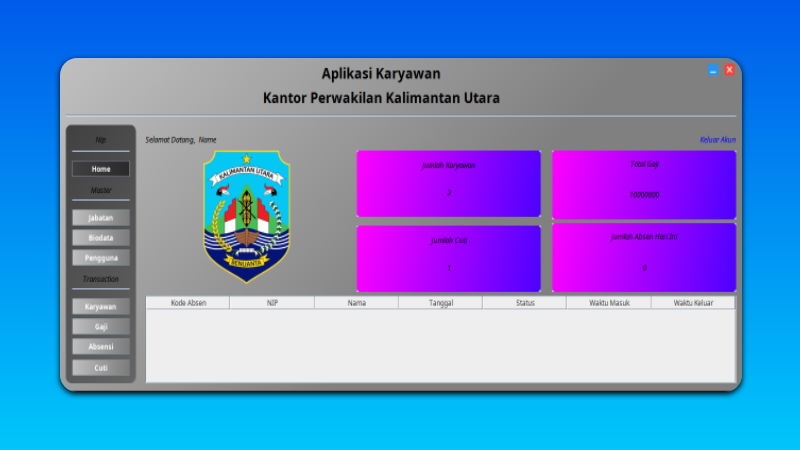 Aplikasi Karyawan
Kantor Perwakilan Kalimantan Utara
Nip
Home
Master
Jabatan
Biodata
Pengguna
Transaction
Karyawan
Gaji
Absensi
Cuti
Selamat Datang, Name
Keluar Akun
KALIMANTAN UTARA
BENUANTA
Jumlah Karyawan
2
Total Gaji
10000000
Jumlah Cuti
1
Jumlah Absen Hari Ini
0
Kode Absen NIP Nama Tanggal Status Waktu Masuk Waktu Keluar